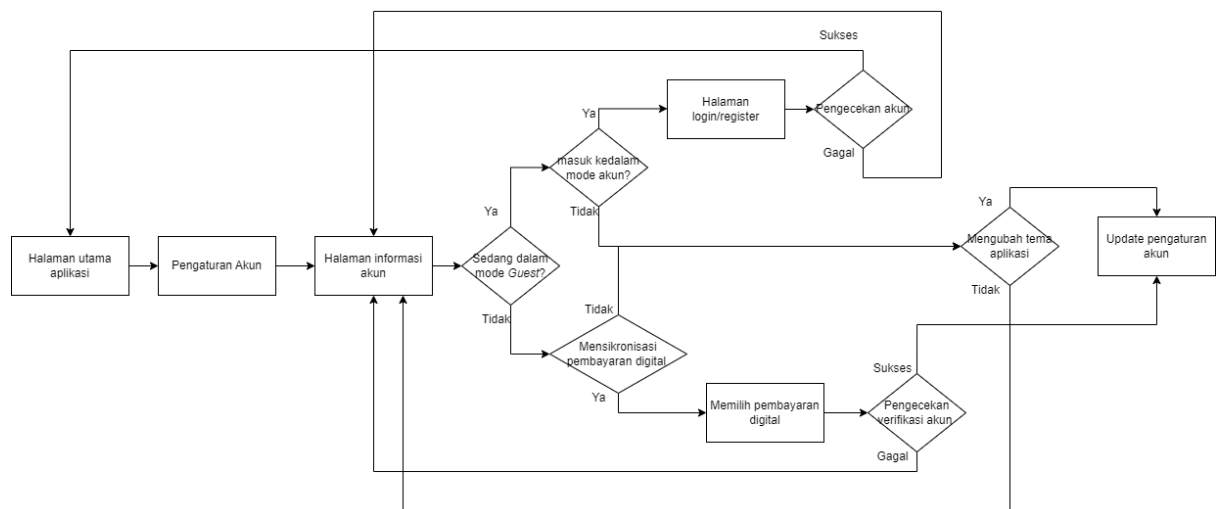 Sukses
Halaman
login/register
Pengecekan akun
Ya
Gagal
masuk kedalam
mode akun?
Tidak
Ya
Ya
Halaman utama
aplikasi
Pengaturan Akun
Halaman informasi
akun
Sedang dalam
mode Guest?
Mengubah tema
aplikasi
Update pengaturan
akun
Tidak
Tidak
Tidak
Mensikronisasi
pembayaran digital
Sukses
Ya
Memilih pembayaran
digital
Pengecekan
verifikasi akun
Gagal